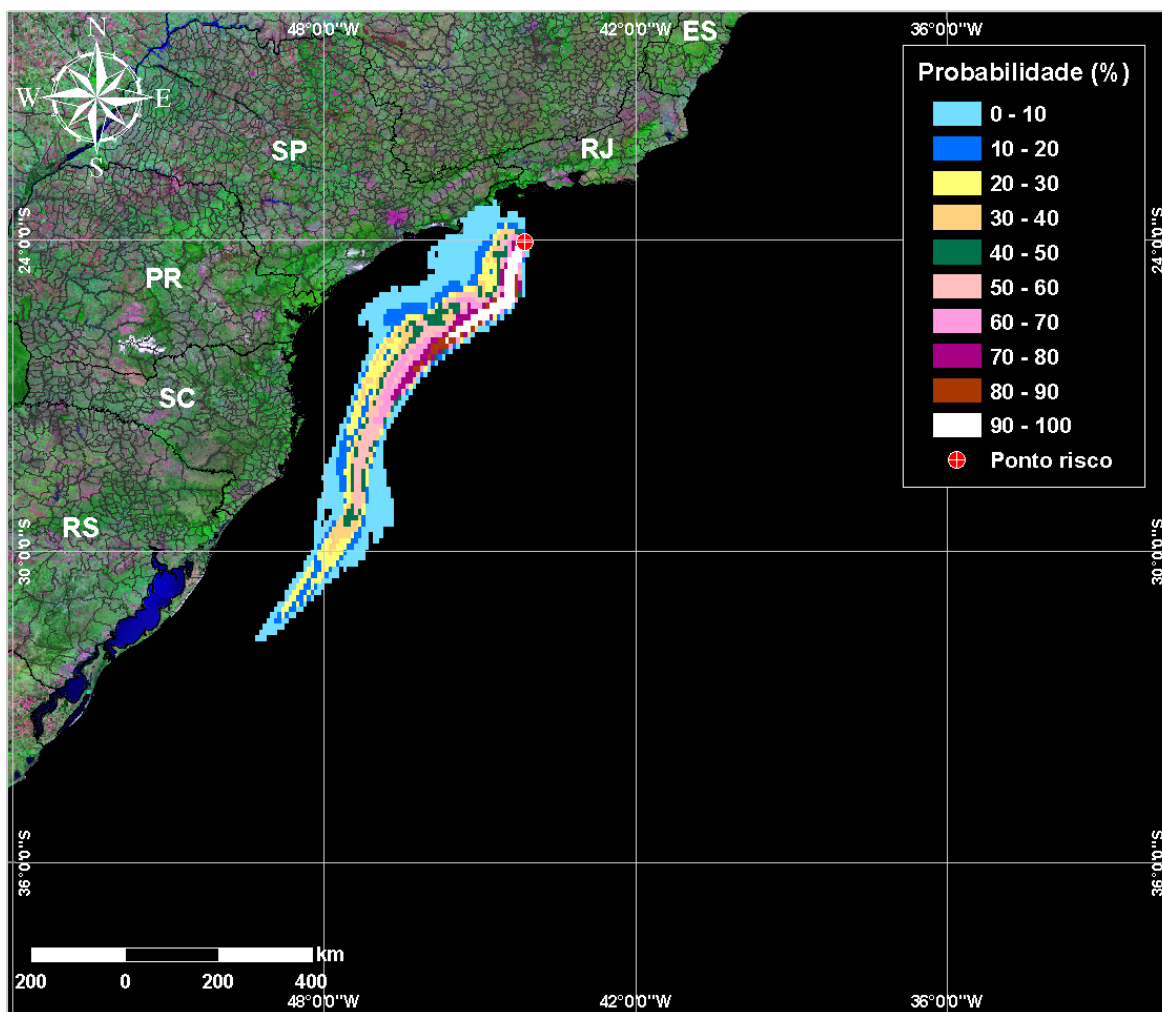 48°0'0"W
42°0'0"W
36°0'0"W
ES
N
W
E
S
SP
RJ
PR
SC
RS
Probabilidade (%)
0 - 10
10 - 20
20 - 30
30 - 40
40 - 50
50 - 60
60 - 70
70 - 80
80 - 90
90 - 100
Ponto risco
24°0'0"S
24°0'0"S
30°0'0"S
30°0'0"S
36°0'0"S
36°0'0"S
km
200 0 200 400
48°0'0"W
42°0'0"W
36°0'0"W